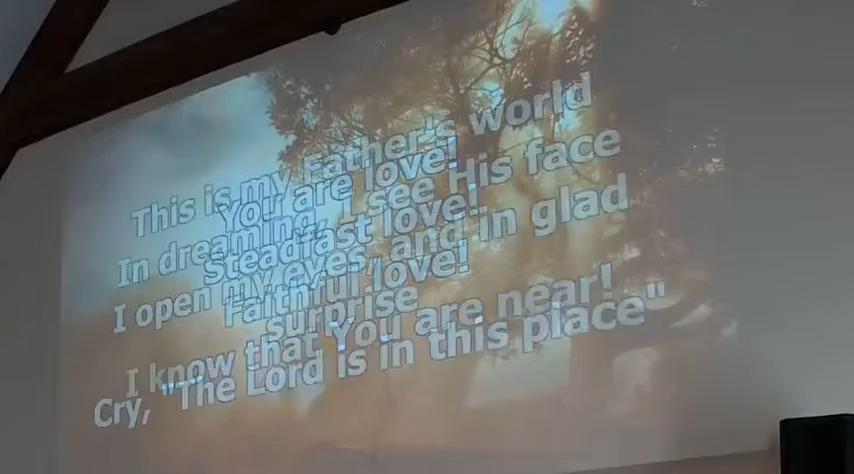 This is my Father's world
You are love!
In dreaming, I see His face
Steadfast love!
I open my eyes, and in glad
Faithful love!
surprise
I know that You are near!
Cry, "The Lord is in this place"